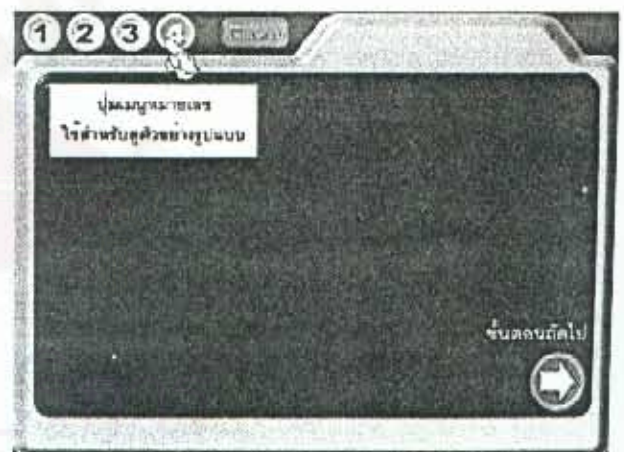 1 2 3 4
ปุ่มเมนูหมายเลข
ใช้สำหรับดูตัวอย่างรูปแบบ
ขั้นตอนถัดไป